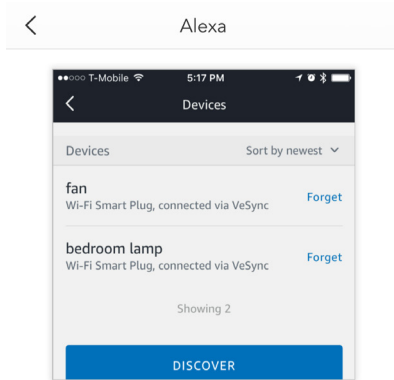 Alexa
T-Mobile 5:17 PM
Devices
Devices Sort by newest
fan
Wi-Fi Smart Plug, connected via VeSync Forget
bedroom lamp
Wi-Fi Smart Plug, connected via VeSync Forget
Showing 2
DISCOVER